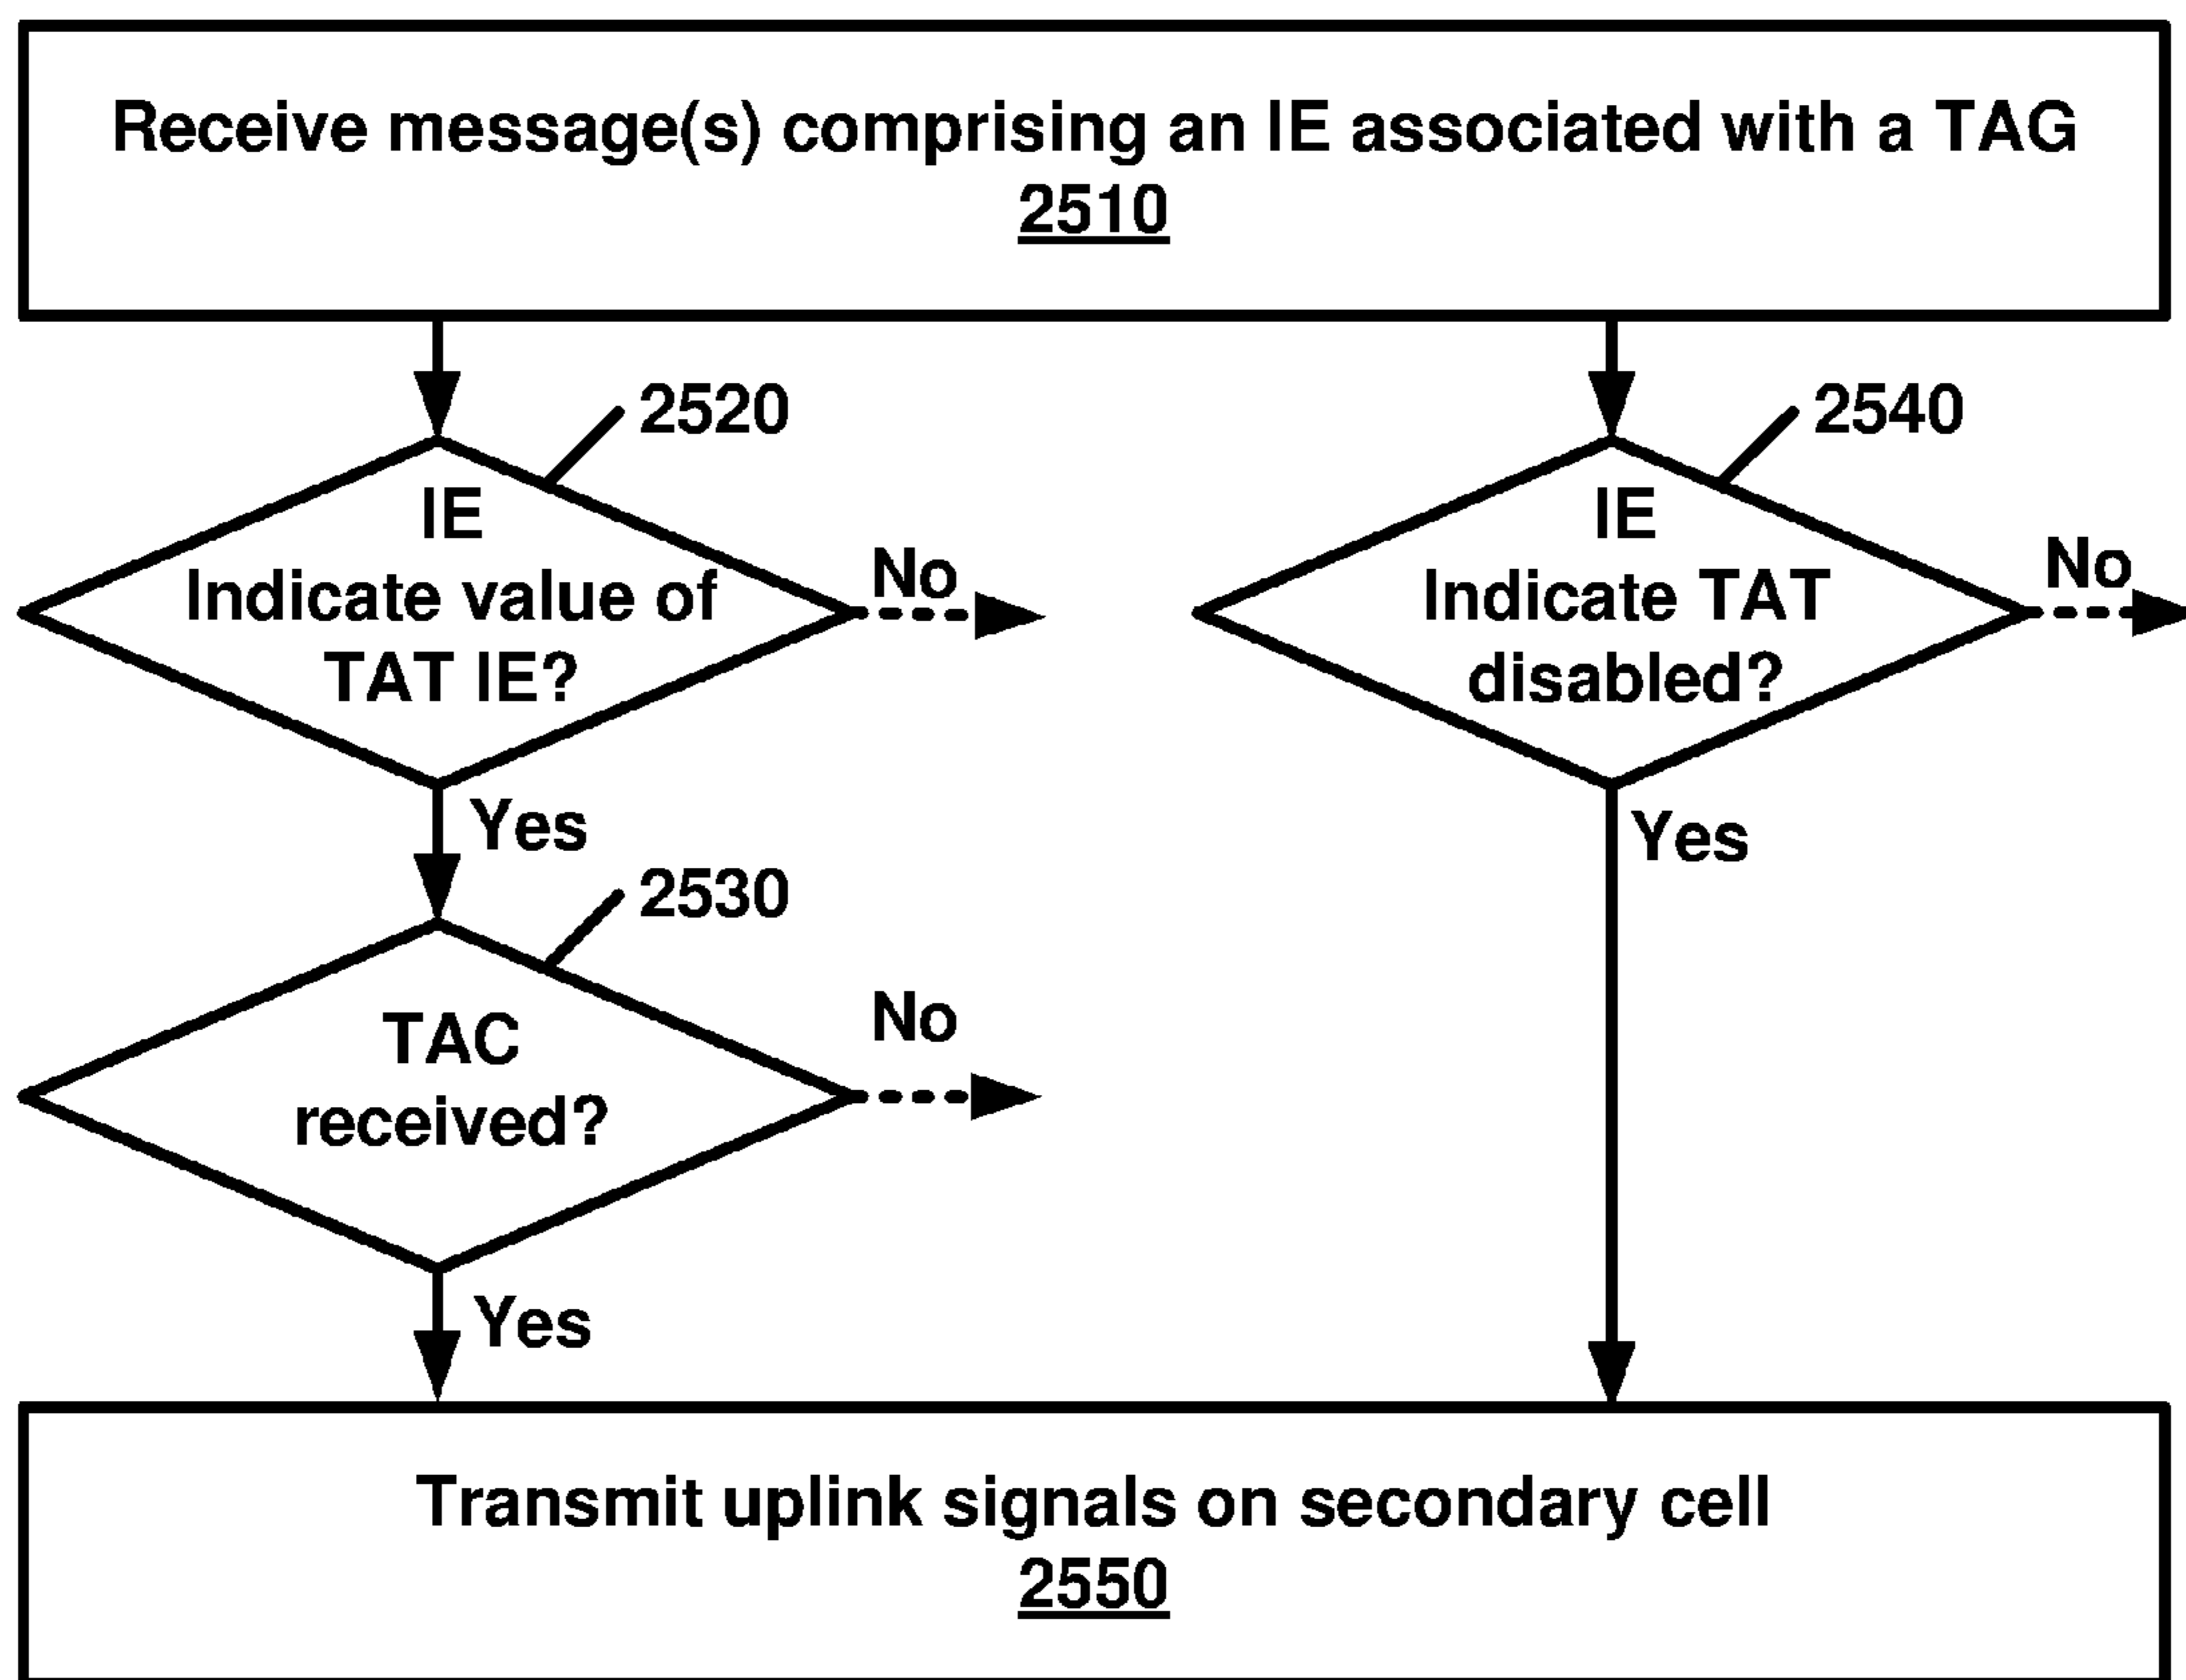 Receive message(s) comprising an IE associated with a TAG
2510
2520
IE
Indicate value of
TAT IE?
No
Yes
2540
IE
Indicate TAT
disabled?
No
Yes
2530
TAC
received?
No
Yes
Transmit uplink signals on secondary cell
2550